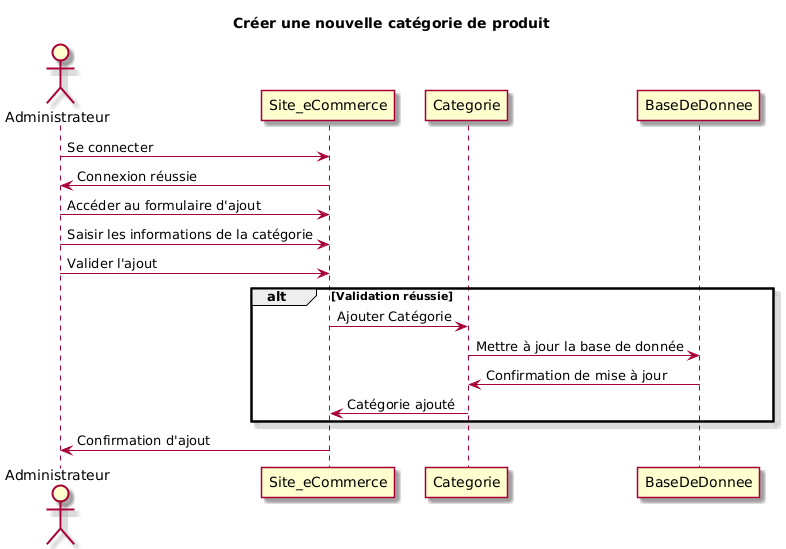 Créer une nouvelle catégorie de produit
Administrateur
Site_eCommerce
Categorie
BaseDeDonnee
Se connecter
Connexion réussie
Accéder au formulaire d'ajout
Saisir les informations de la catégorie
Valider l'ajout
alt
[Validation réussie]
Ajouter Catégorie
Mettre à jour la base de donnée
Confirmation de mise à jour
Catégorie ajouté
Confirmation d'ajout
Administrateur
Site_eCommerce
Categorie
BaseDeDonnee